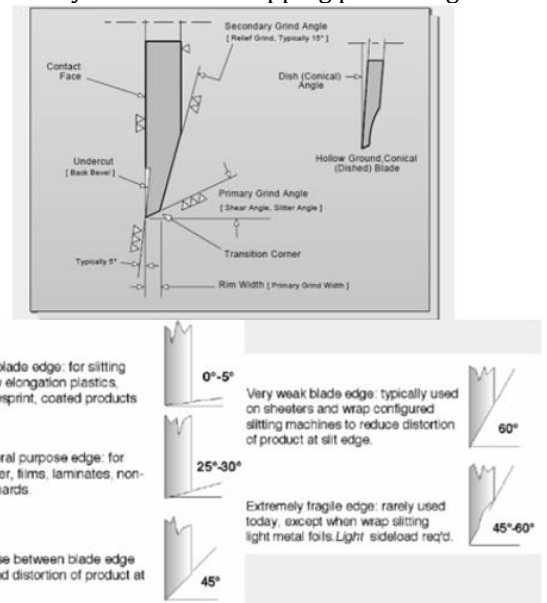 Secondary Grind Angle
[ Relief Grind, Typically 15° ]
Contact
Face
Dish (Conical)
Angle
Undercut
[ Back Bevel ]
Hollow Ground,Conical
(Dished) Blade
Primary Grind Angle
[ Shear Angle, Slitter Angle ]
Transition Corner
Typically 5°
Rim Width [ Primary Grind Width ]
blade edge: for slitting
elongation plastics,
coated products
0°-5°
purpose edge: for
films, laminates, non-
25°-30°
between blade edge
distortion of product at
45°
Very weak blade edge: typically used
on sheeters and wrap configured
slitting machines to reduce distortion
of product at slit edge.
60°
Extremely fragile edge: rarely used
today, except when wrap slitting
light metal foils. Light sideload req'd.
45°-60°